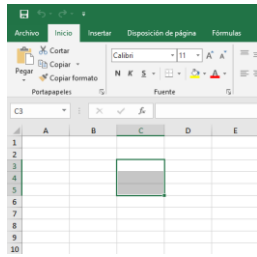 Archivo Inicio Insertar Disposición de página Fórmulas
Cortar
Copiar
Copiar formato
Pegar
Portapapeles
Calibri 11 A A
N K S A
Fuente
C3 fx
A B C D E
1
2
3
4
5
6
7
8
9
10